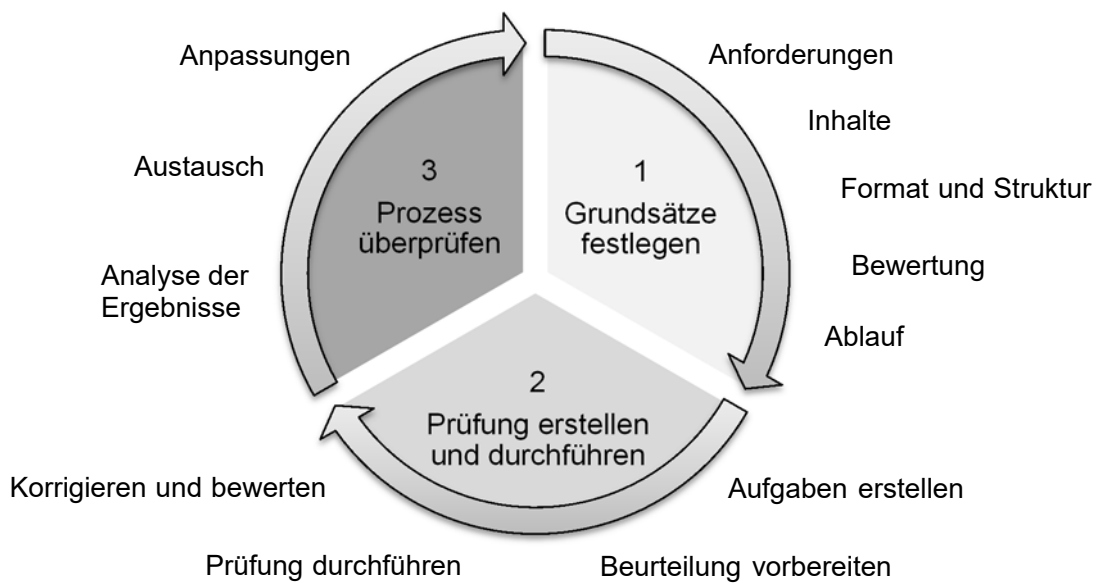 Anpassungen
Anforderungen
Inhalte
Austausch
3
Prozess
überprüfen
1
Grundsätze
festlegen
Format und Struktur
Bewertung
Analyse der
Ergebnisse
Ablauf
2
Prüfung erstellen
und durchführen
Korrigieren und bewerten
Aufgaben erstellen
Prüfung durchführen
Beurteilung vorbereiten